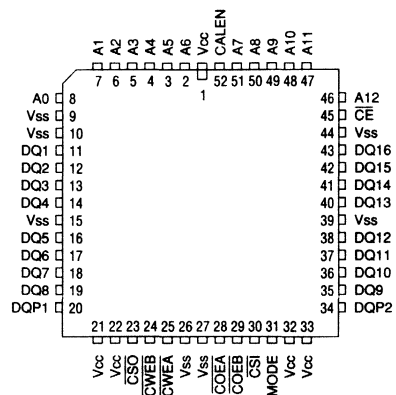 A1 A2 A3 A4 A5 A6 Vcc CALEN A7 A8 A9 A10 A11
7 6 5 4 3 2 1 52 51 50 49 48 47
A0 8
Vss 9
Vss 10
DQ1 11
DQ2 12
DQ3 13
DQ4 14
Vss 15
DQ5 16
DQ6 17
DQ7 18
DQ8 19
DQP1 20
46 A12
45 CE
44 Vss
43 DQ16
42 DQ15
41 DQ14
40 DQ13
39 Vss
38 DQ12
37 DQ11
36 DQ10
35 DQ9
34 DQP2
21 22 23 24 25 26 27 28 29 30 31 32 33
Vcc Vcc CSO CWEB CWEA Vss Vss COEA COEB CSI MODE Vcc Vcc